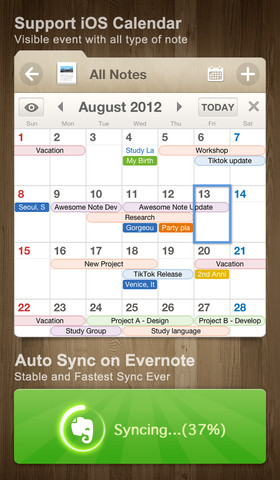 Support iOS Calendar
Visible event with all type of note
All Notes
August 2012
TODAY
Sun Mon Tue Wed Thu Fri Sat
1 2 3 4 5 6 7
Vacation
Study La
Workshop
My Birth
Tiktok update
8 9 10 11 12 13 14
Seoul, S
Awesome Note Dev
Awesome Note Update
Research
Gorgeou
Party pla
15 16 17 18 19 20 21
New Project
Vacation
TikTok Release
2nd Anni
Venice, It
22 23 24 25 26 27 28
Vacation
Project A - Design
Project B - Develop
Study Group
Study language
Auto Sync on Evernote
Stable and Fastest Sync Ever
Syncing...(37%)